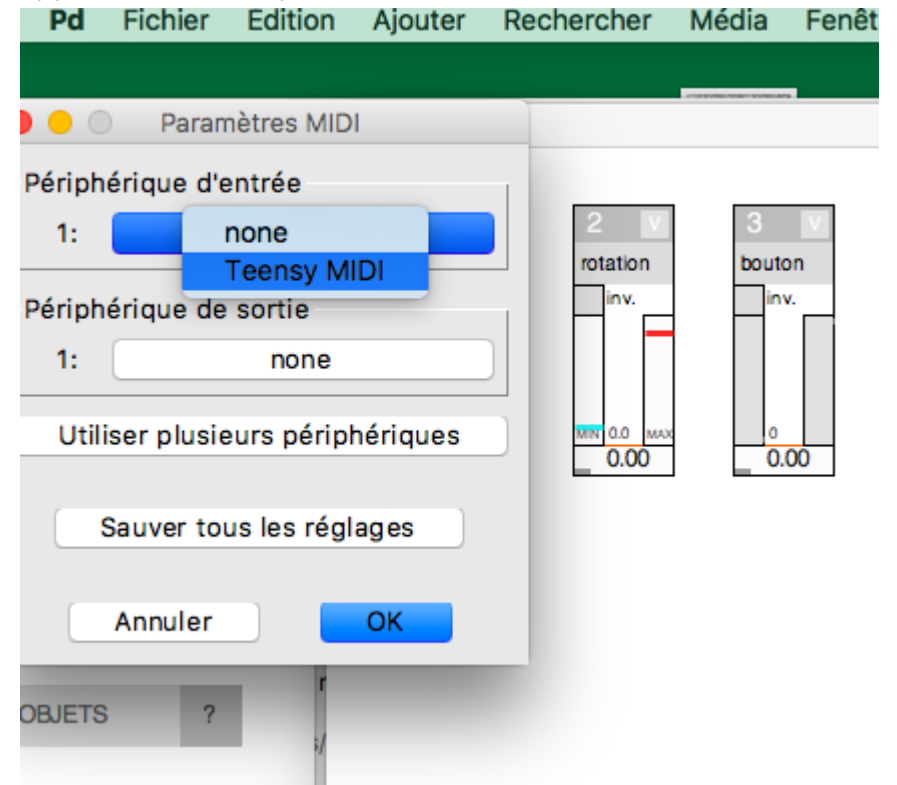 Pd Fichier Edition Ajouter Rechercher Média Fenêt
Paramètres MIDI
Périphérique d'entrée
1:
none
Teensy MIDI
Périphérique de sortie
1: none
Utiliser plusieurs périphériques
Sauver tous les réglages
Annuler OK
2 V
rotation
inv.
MIN 0.0 MAX
0.00
3 V
bouton
inv.
0
0.00
OBJETS ?